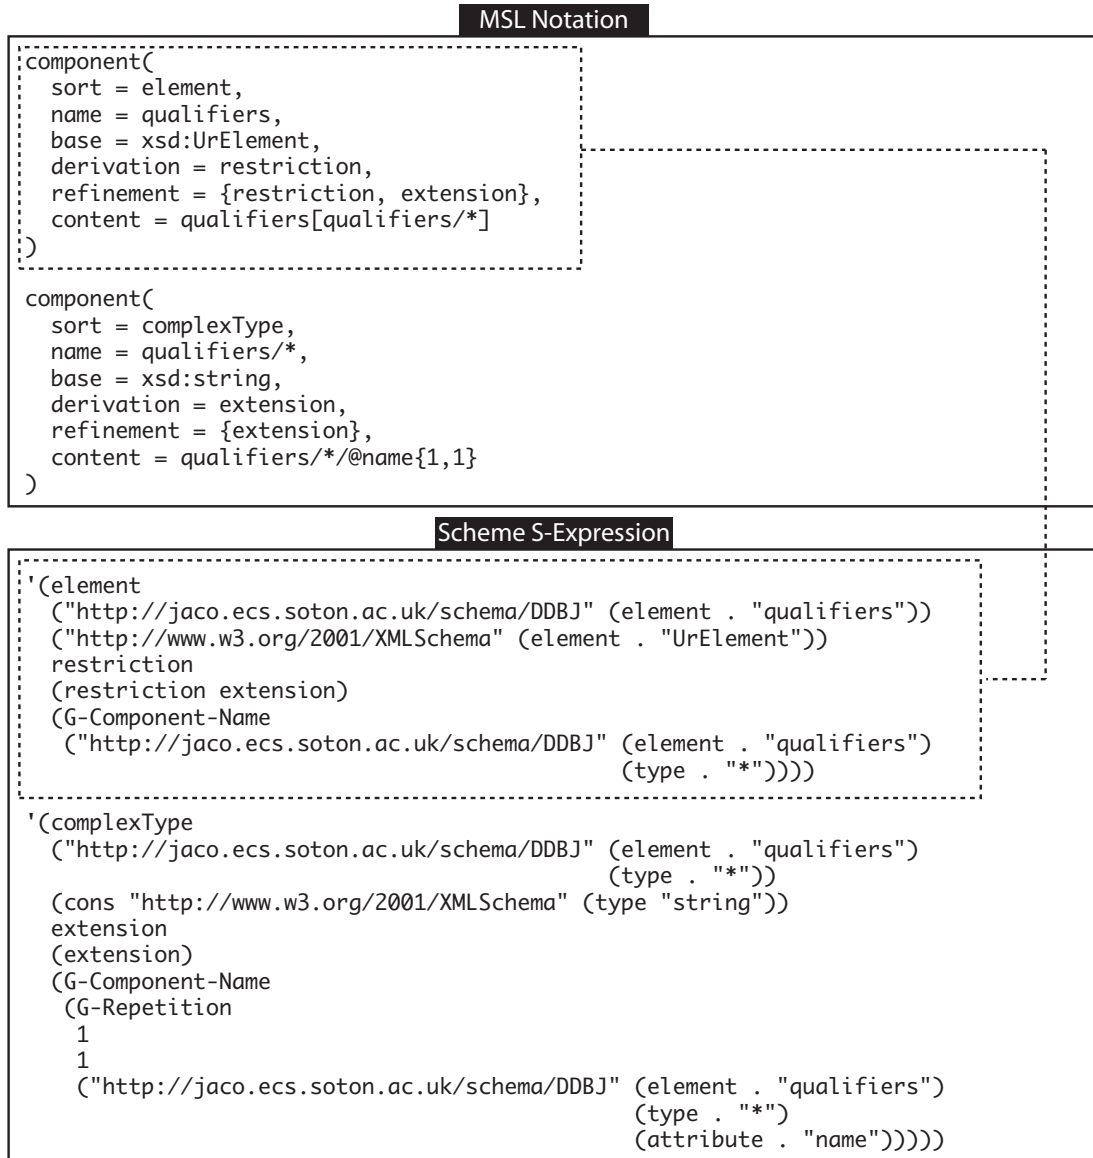 MSL Notation
component(
  sort = element,
  name = qualifiers,
  base = xsd:UrElement,
  derivation = restriction,
  refinement = {restriction, extension},
  content = qualifiers[qualifiers/*]
)
component(
  sort = complexType,
  name = qualifiers/*,
  base = xsd:string,
  derivation = extension,
  refinement = {extension},
  content = qualifiers/*/@name{1,1}
)
Scheme S-Expression
'(element
  ("http://jaco.ecs.soton.ac.uk/schema/DDBJ" (element . "qualifiers"))
  ("http://www.w3.org/2001/XMLSchema" (element . "UrElement"))
  restriction
  (restriction extension)
  (G-Component-Name
   ("http://jaco.ecs.soton.ac.uk/schema/DDBJ" (element . "qualifiers")
                                              (type . "*"))))
'(complexType
  ("http://jaco.ecs.soton.ac.uk/schema/DDBJ" (element . "qualifiers")
                                             (type . "*"))
  (cons "http://www.w3.org/2001/XMLSchema" (type "string"))
  extension
  (extension)
  (G-Component-Name
   (G-Repetition
    1
    1
    ("http://jaco.ecs.soton.ac.uk/schema/DDBJ" (element . "qualifiers")
                                               (type . "*")
                                               (attribute . "name")))))